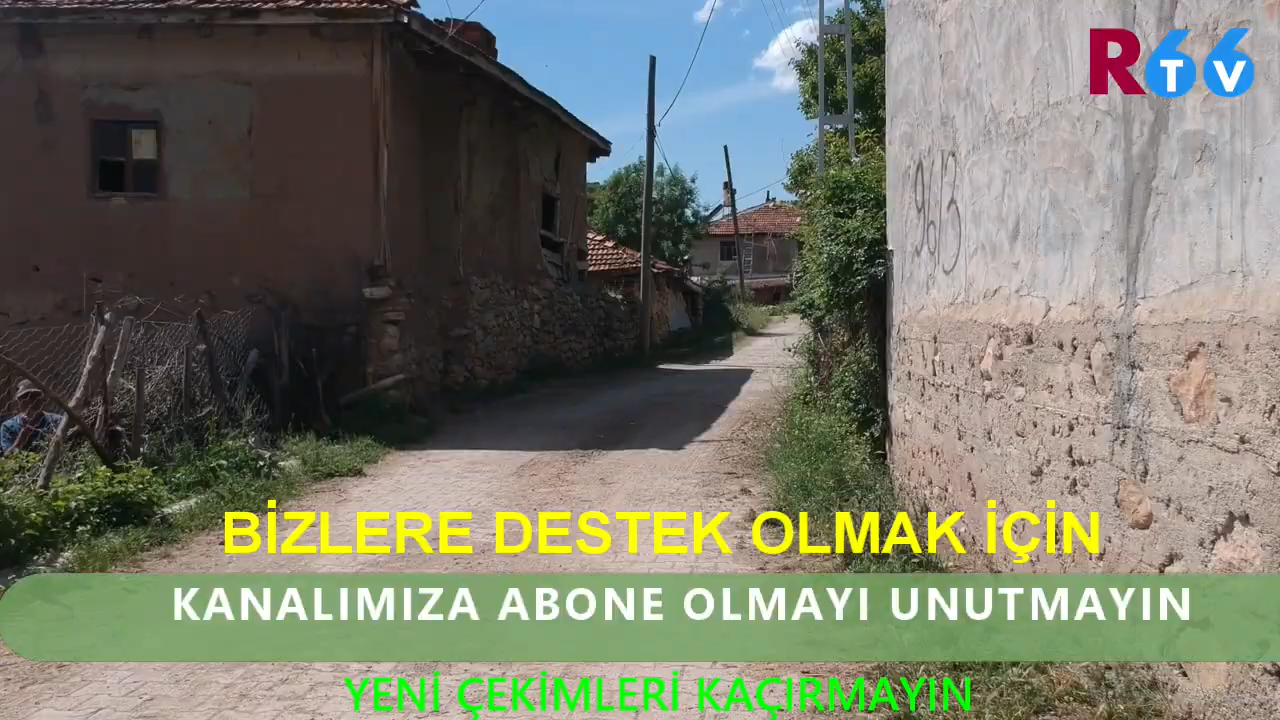 R66
TV
9613
BİZLERE DESTEK OLMAK İÇİN
KANALIMIZA ABONE OLMAYI UNUTMAYIN
YENİ ÇEKİMLERİ KAÇIRMAYIN